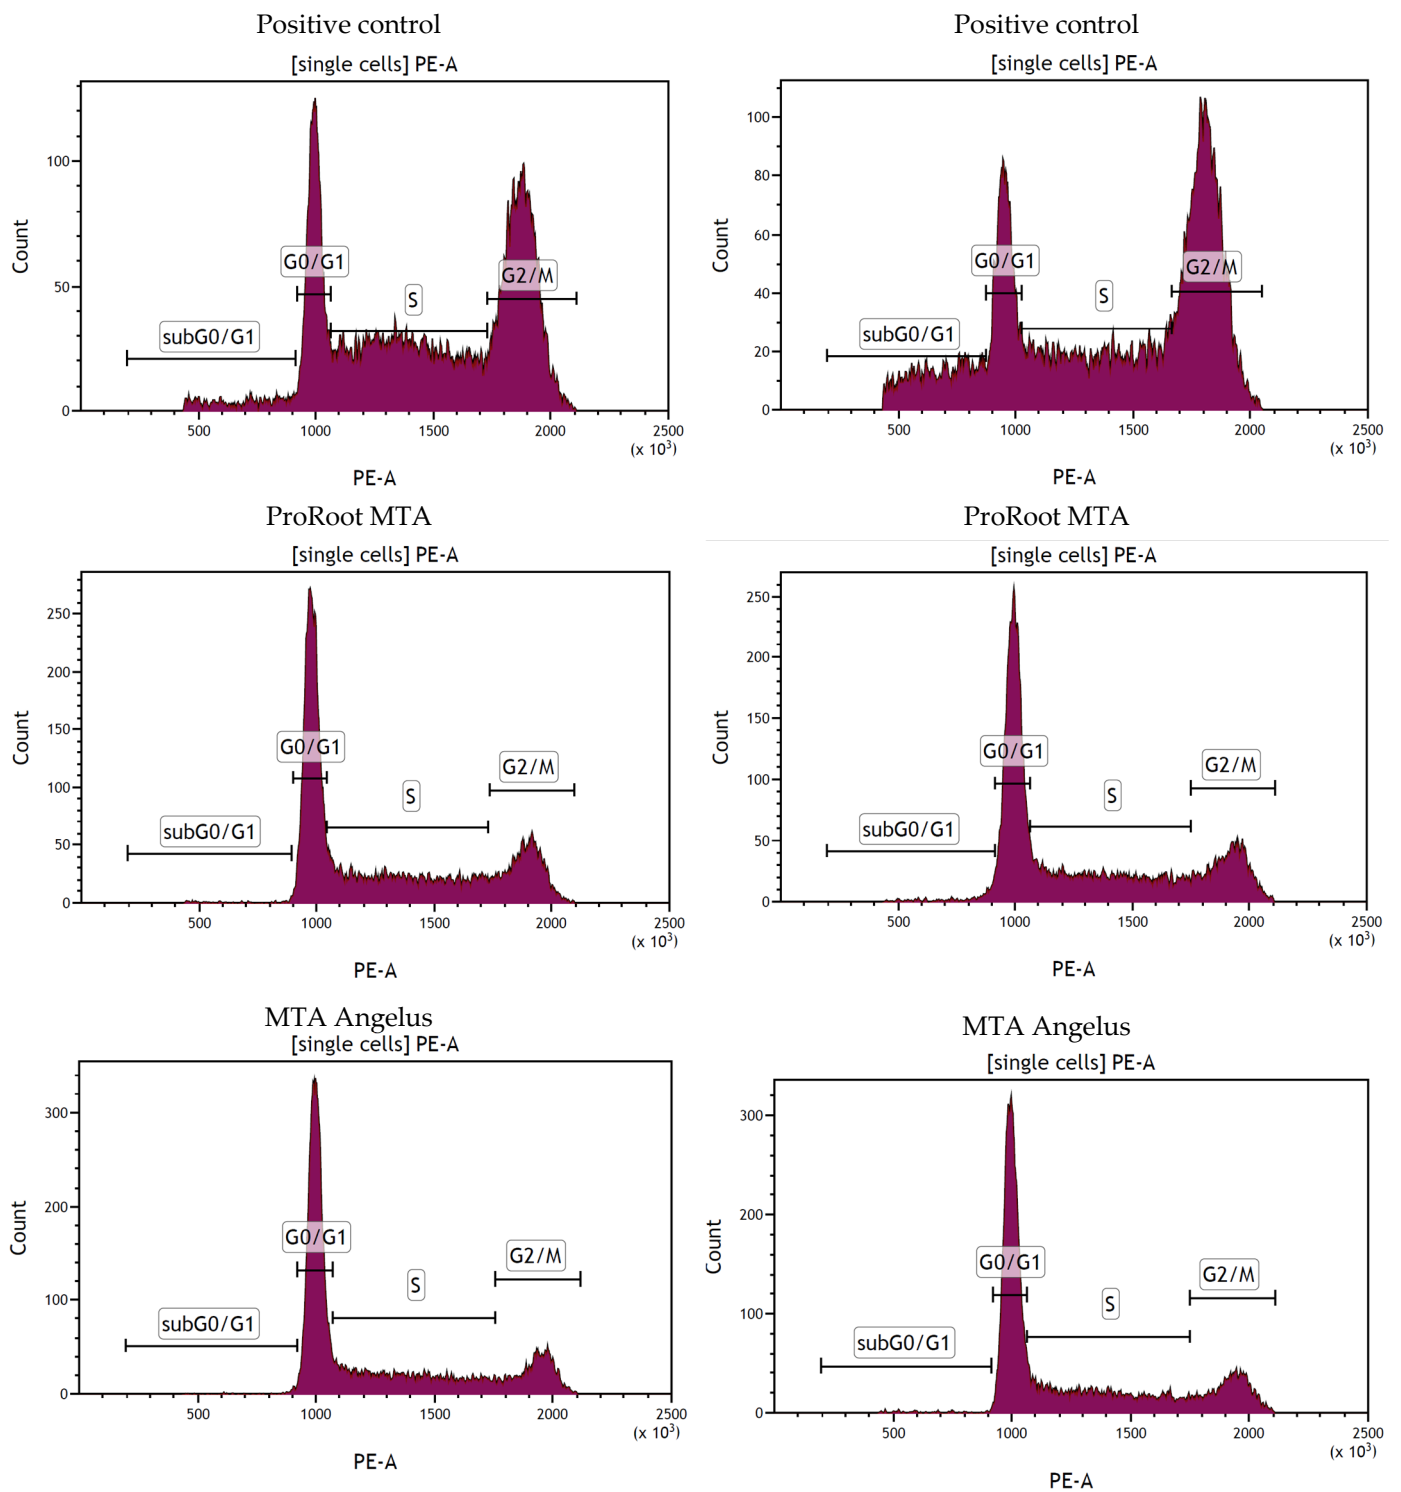 Positive control
[single cells] PE-A
Count
100
50
0
subG0/G1
G0/G1
S
G2/M
500 1000 1500 2000 2500
(x 10³)
PE-A
Positive control
[single cells] PE-A
Count
100
80
60
40
20
0
subG0/G1
G0/G1
S
G2/M
500 1000 1500 2000 2500
(x 10³)
PE-A
ProRoot MTA
[single cells] PE-A
Count
250
200
150
100
50
0
subG0/G1
G0/G1
S
G2/M
500 1000 1500 2000 2500
(x 10³)
PE-A
ProRoot MTA
[single cells] PE-A
Count
250
200
150
100
50
0
subG0/G1
G0/G1
S
G2/M
500 1000 1500 2000 2500
(x 10³)
PE-A
MTA Angelus
[single cells] PE-A
Count
300
200
100
0
subG0/G1
G0/G1
S
G2/M
500 1000 1500 2000 2500
(x 10³)
PE-A
MTA Angelus
[single cells] PE-A
Count
300
200
100
0
subG0/G1
G0/G1
S
G2/M
500 1000 1500 2000 2500
(x 10³)
PE-A